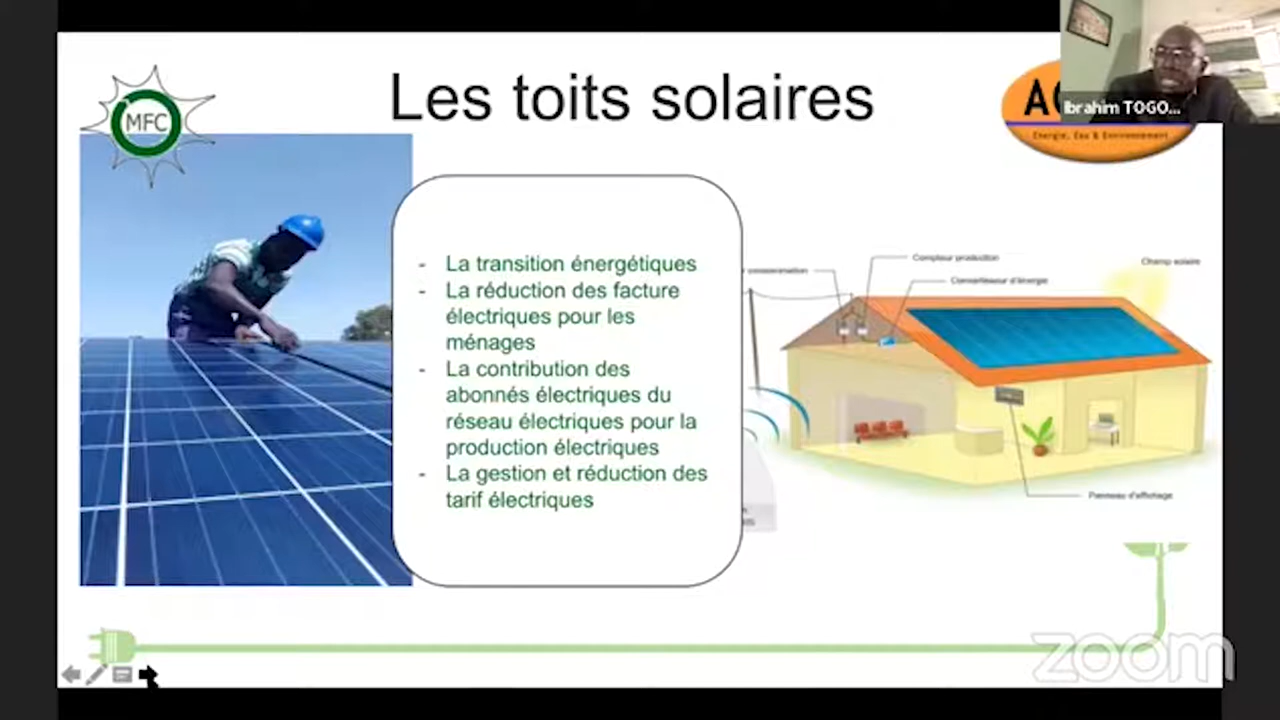 Les toits solaires
MFC
Ibrahim TOGO...
Energie, Eau & Environnement
- La transition énergétiques
- La réduction des facture
électriques pour les
ménages
- La contribution des
abonnés électriques du
réseau électriques pour la
production électriques
- La gestion et réduction des
tarif électriques
Compteur production
Convertisseur d'énergie
Champ solaire
Panneau d'affichage
zoom